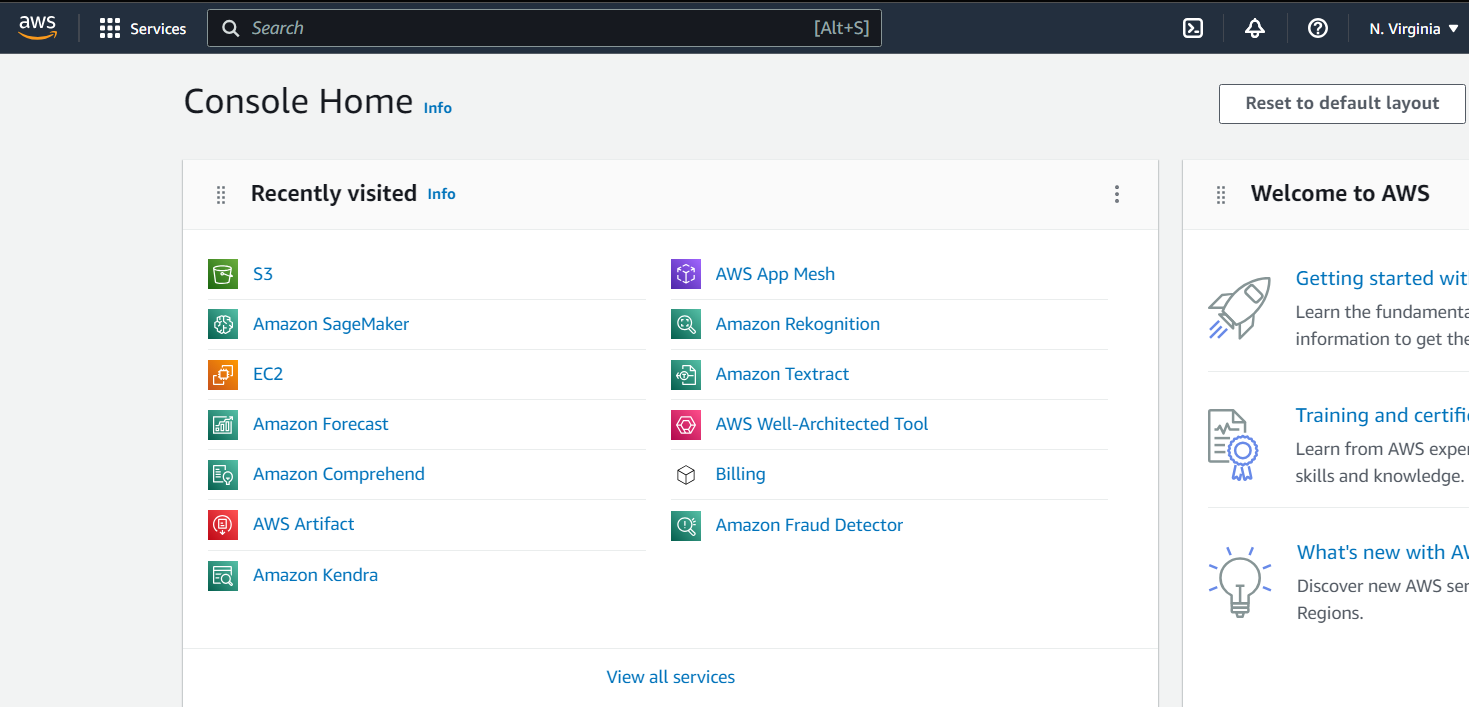 aws
Services
Search
[Alt+S]
N. Virginia
Console Home Info
Reset to default layout
Recently visited Info
S3
Amazon SageMaker
EC2
Amazon Forecast
Amazon Comprehend
AWS Artifact
Amazon Kendra
AWS App Mesh
Amazon Rekognition
Amazon Textract
AWS Well-Architected Tool
Billing
Amazon Fraud Detector
View all services
Welcome to AWS
Getting started wit
Learn the fundamenta
information to get the
Training and certific
Learn from AWS exper
skills and knowledge.
What's new with AW
Discover new AWS ser
Regions.